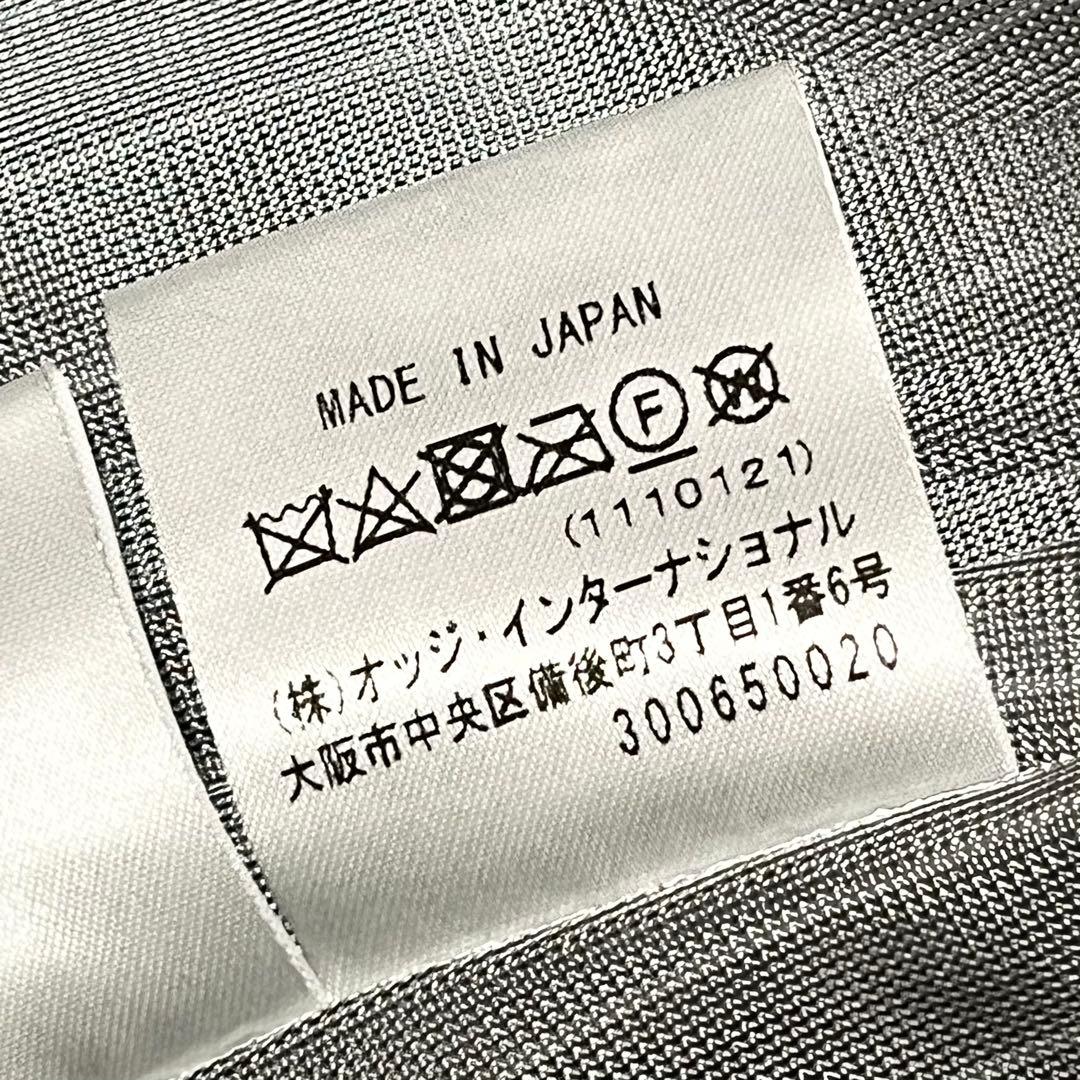 MADE IN JAPAN
F W
(1110121)
(株)オッジ・インターナショナル
大阪市中央区備後町3丁目1番6号
300650020